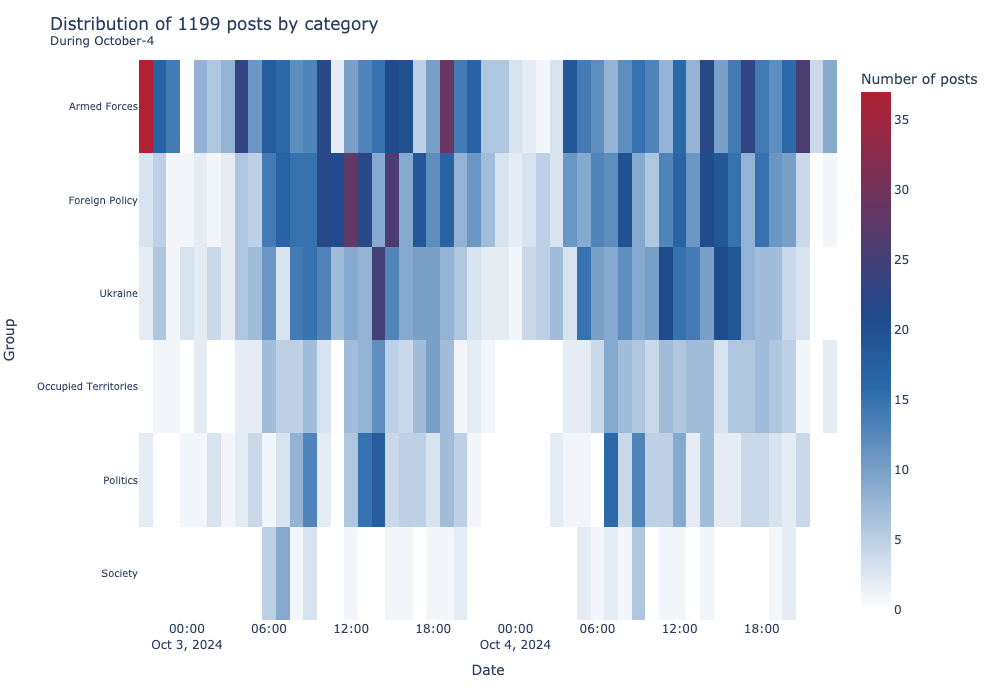 Distribution of 1199 posts by category
During October-4
Number of posts
Armed Forces
Foreign Policy
Ukraine
Occupied Territories
Politics
Society
Group
35
30
25
20
15
10
5
0
00:00 06:00 12:00 18:00 00:00 06:00 12:00 18:00
Oct 3, 2024 Oct 4, 2024
Date